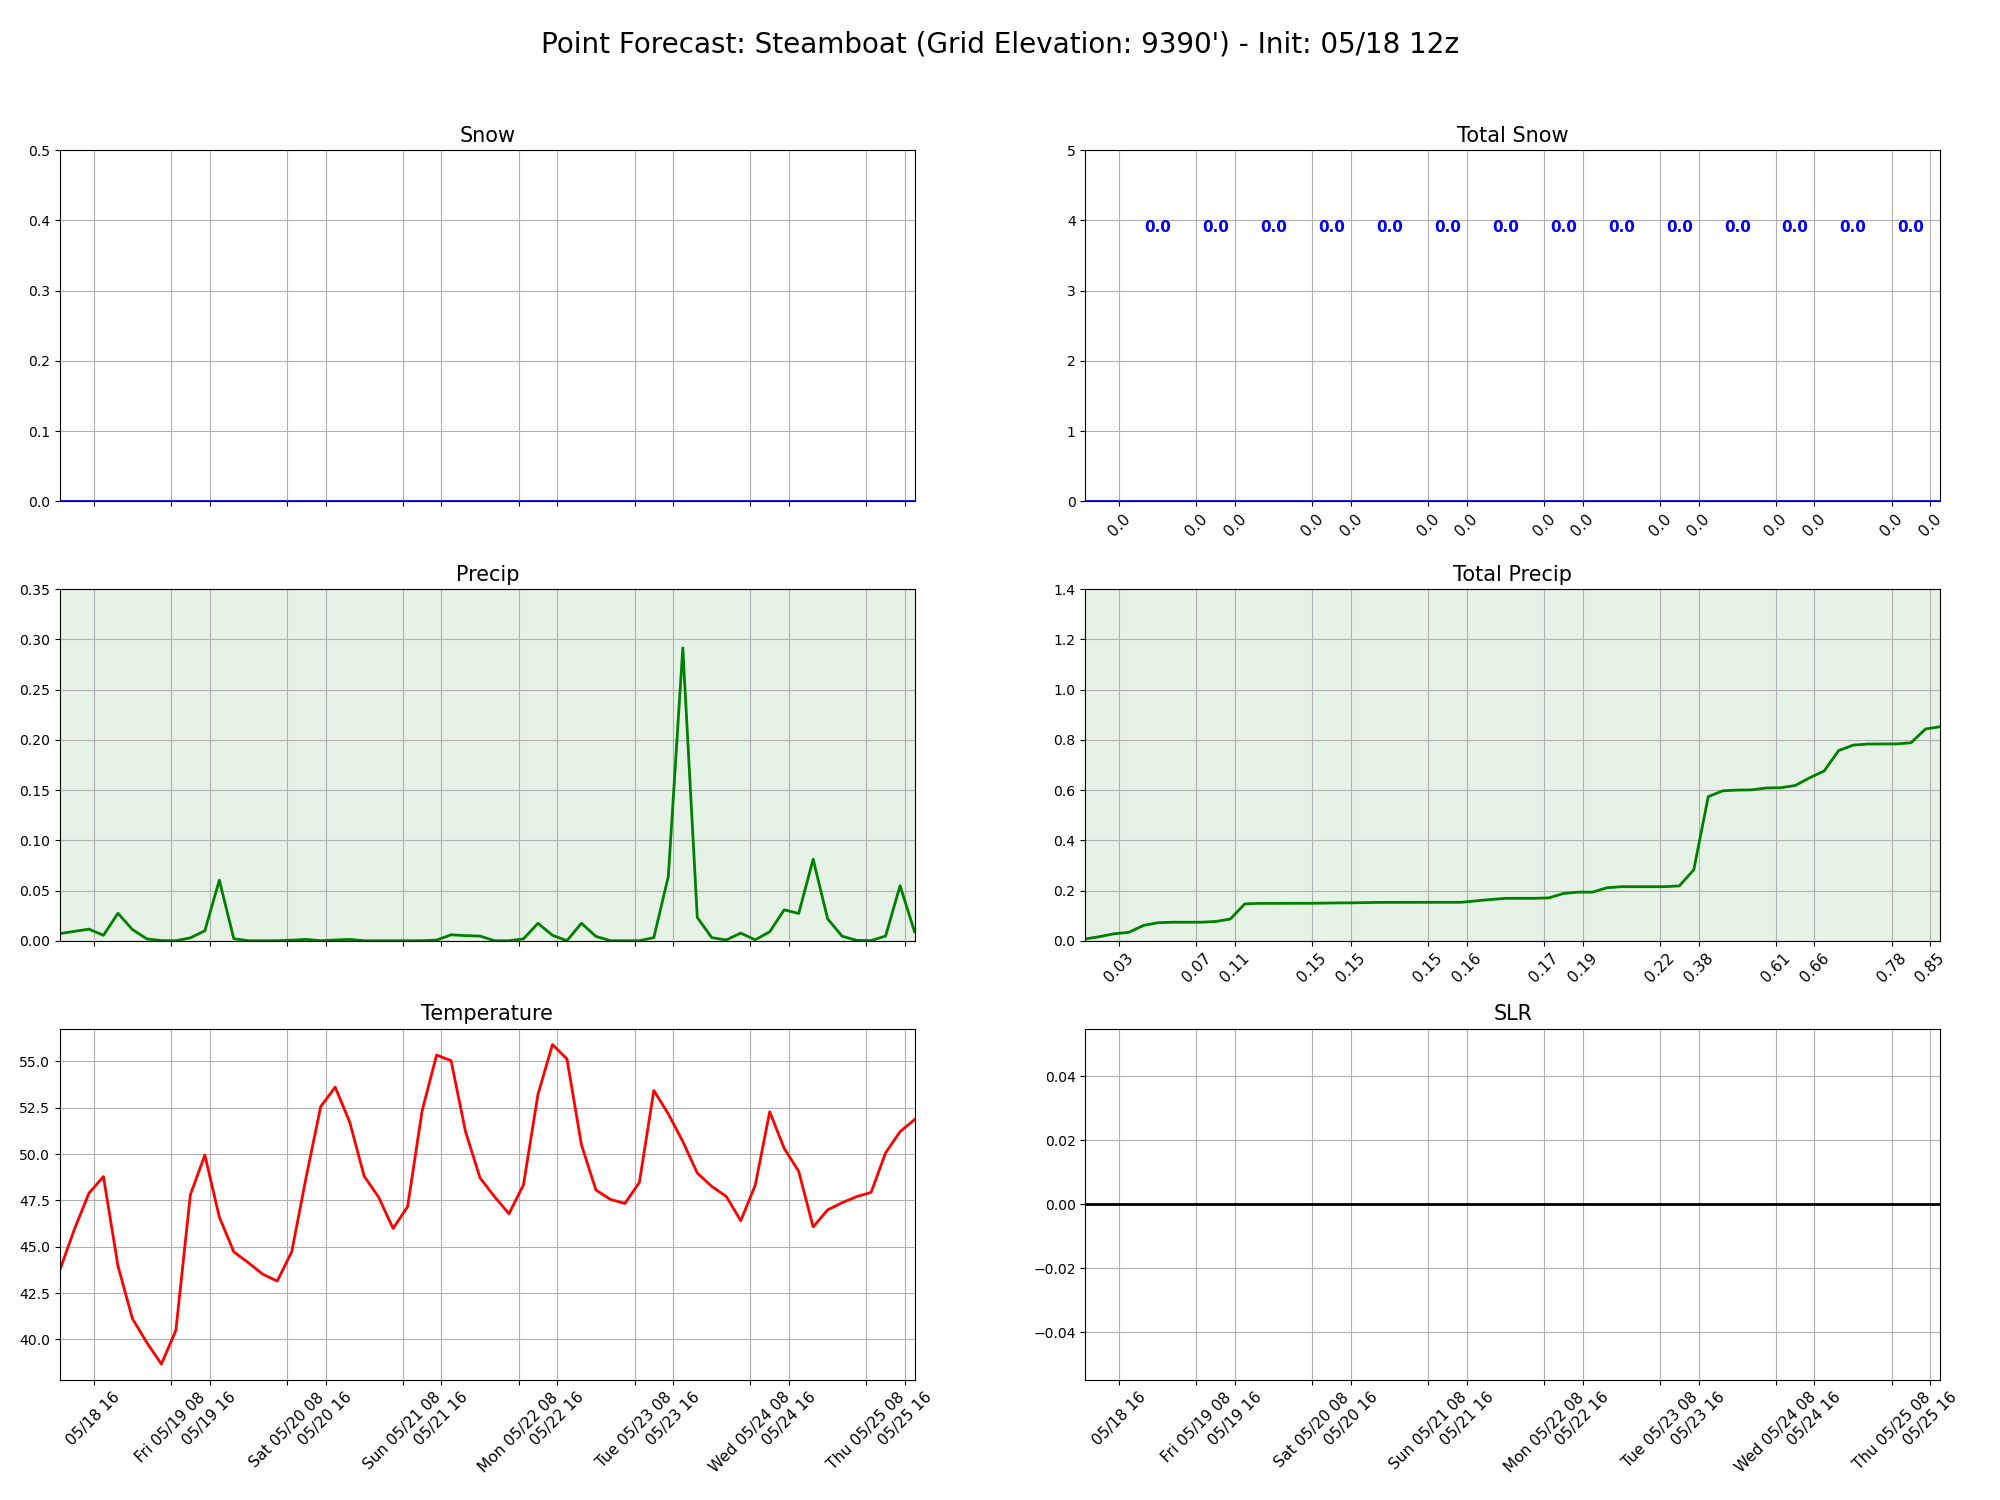 Point Forecast: Steamboat (Grid Elevation: 9390') - Init: 05/18 12z
Snow
0.5
0.4
0.3
0.2
0.1
0.0
Total Snow
5
4
3
2
1
0
0.0 0.0 0.0 0.0 0.0 0.0 0.0 0.0 0.0 0.0 0.0 0.0 0.0 0.0
0.0 0.0 0.0 0.0 0.0 0.0 0.0 0.0 0.0 0.0 0.0 0.0 0.0 0.0 0.0
Precip
0.35
0.30
0.25
0.20
0.15
0.10
0.05
0.00
Total Precip
1.4
1.2
1.0
0.8
0.6
0.4
0.2
0.0
0.03 0.07 0.11 0.15 0.15 0.15 0.16 0.17 0.19 0.22 0.38 0.61 0.66 0.78 0.85
Temperature
55.0
52.5
50.0
47.5
45.0
42.5
40.0
05/18 16
Fri 05/19 08
05/19 16
Sat 05/20 08
05/20 16
Sun 05/21 08
05/21 16
Mon 05/22 08
05/22 16
Tue 05/23 08
05/23 16
Wed 05/24 08
05/24 16
Thu 05/25 08
05/25 16
SLR
0.04
0.02
0.00
−0.02
−0.04
05/18 16
Fri 05/19 08
05/19 16
Sat 05/20 08
05/20 16
Sun 05/21 08
05/21 16
Mon 05/22 08
05/22 16
Tue 05/23 08
05/23 16
Wed 05/24 08
05/24 16
Thu 05/25 08
05/25 16